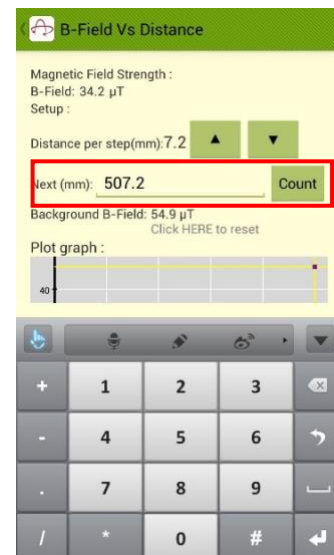 B-Field Vs Distance
Magnetic Field Strength :
B-Field: 34.2 µT
Setup :
Distance per step(mm):7.2 ▲ ▼
Next (mm): 507.2 Count
Background B-Field: 54.9 µT
Click HERE to reset
Plot graph :
40
+ 1 2 3
- 4 5 6
. 7 8 9
/ * 0 #